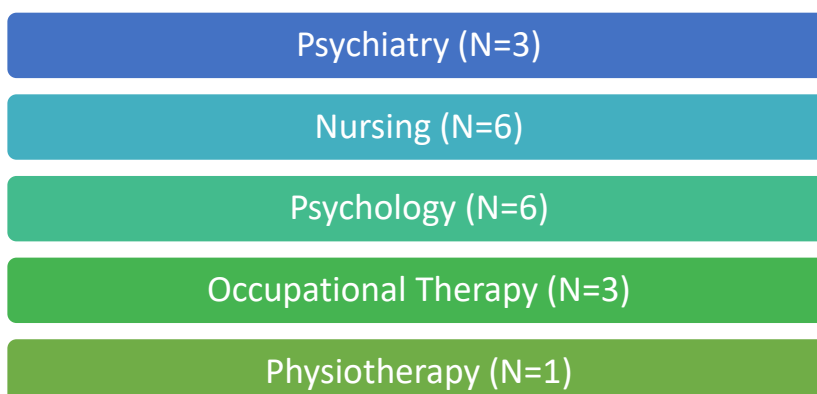 Psychiatry (N=3)
Nursing (N=6)
Psychology (N=6)
Occupational Therapy (N=3)
Physiotherapy (N=1)